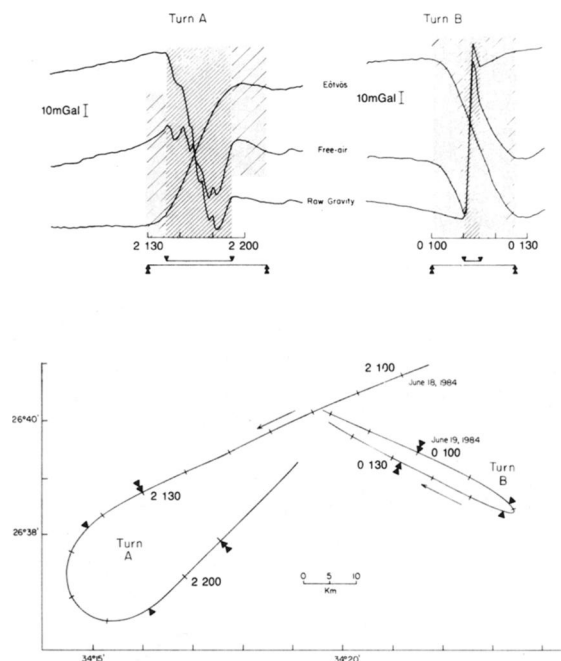 Turn A
Turn B
Eötvös
10mGal
10mGal
Free-air
Raw Gravity
2 130
2 200
0 100
0 130
2 100
June 18, 1984
26°40'
June 19, 1984
0 100
0 130
Turn
B
2 130
26°38'
Turn
A
2 200
0 5 10
Km
34°15'
34°20'